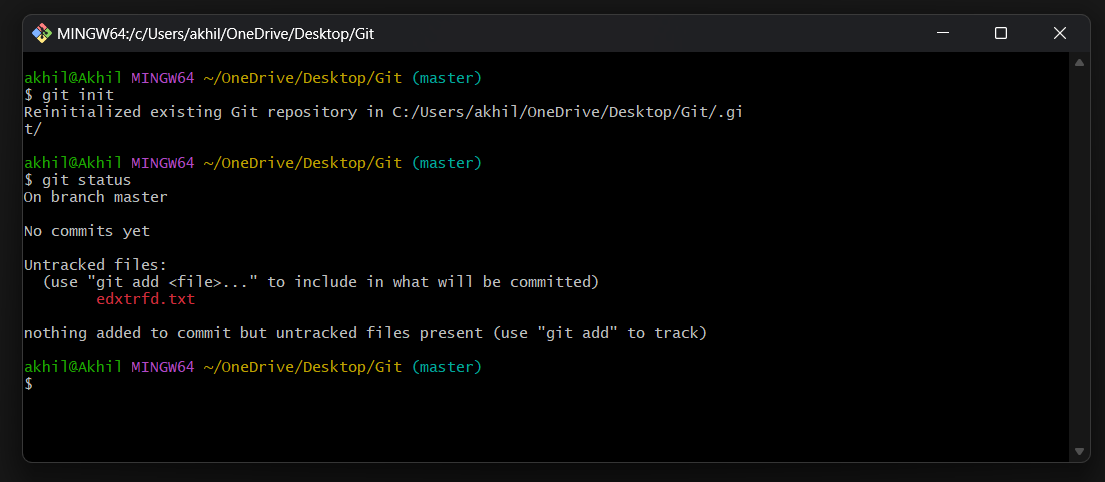 MINGW64:/c/Users/akhil/OneDrive/Desktop/Git
akhil@Akhil MINGW64 ~/OneDrive/Desktop/Git (master)
$ git init
Reinitialized existing Git repository in C:/Users/akhil/OneDrive/Desktop/Git/.gi
t/
akhil@Akhil MINGW64 ~/OneDrive/Desktop/Git (master)
$ git status
On branch master
No commits yet
Untracked files:
  (use "git add <file>..." to include in what will be committed)
        edxtrfd.txt
nothing added to commit but untracked files present (use "git add" to track)
akhil@Akhil MINGW64 ~/OneDrive/Desktop/Git (master)
$